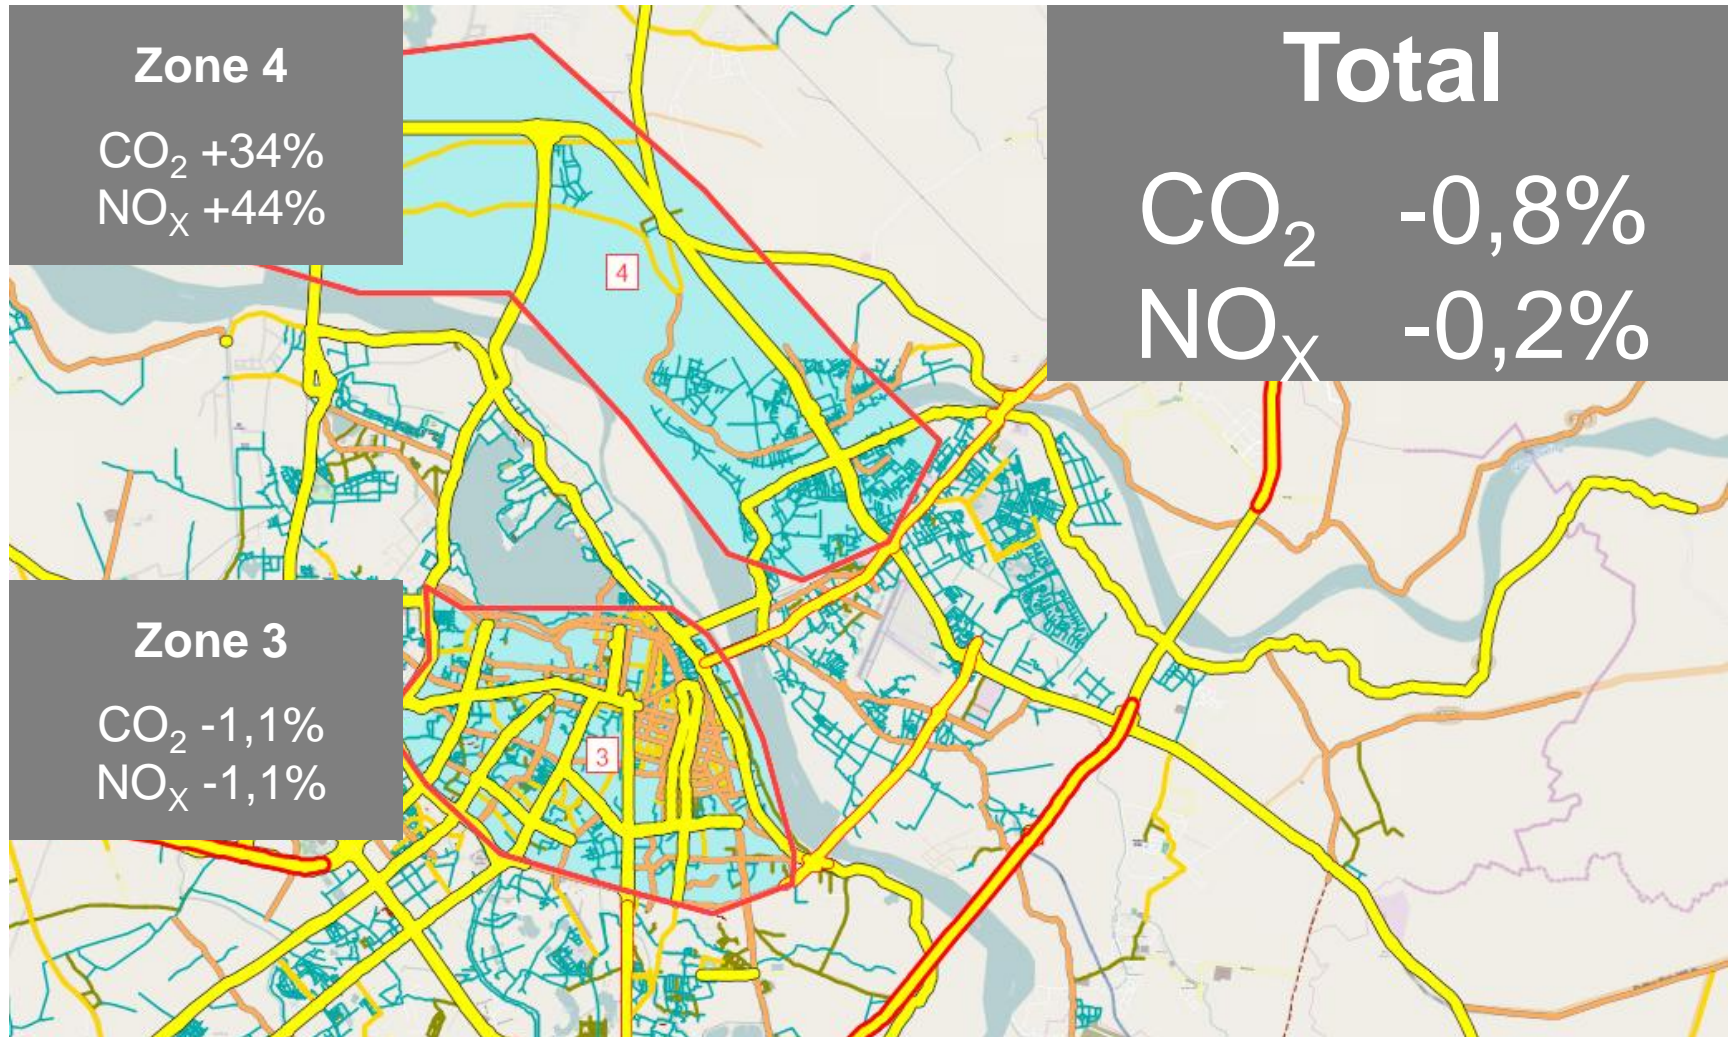 Zone 4
CO₂ +34%
NOₓ +44%
Total
CO₂ -0,8%
NOₓ -0,2%
4
Zone 3
CO₂ -1,1%
NOₓ -1,1%
3